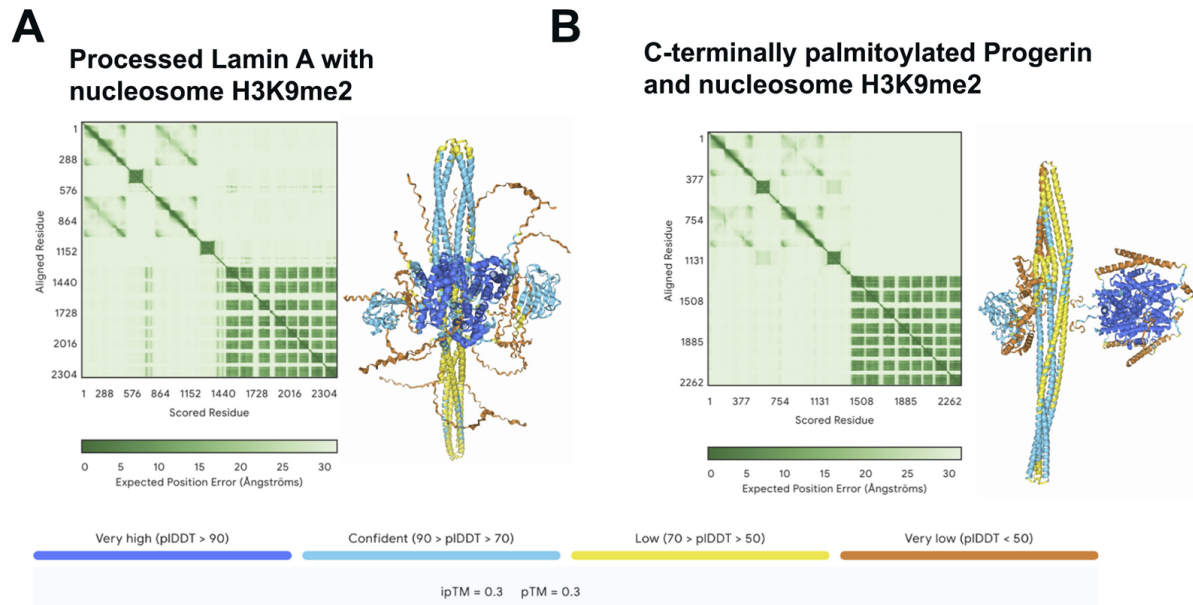 A
Processed Lamin A with
nucleosome H3K9me2
1
288
576
864
1152
1440
1728
2016
2304
Aligned Residue
1 288 576 864 1152 1440 1728 2016 2304
Scored Residue
0 5 10 15 20 25 30
Expected Position Error (Ångströms)
B
C-terminally palmitoylated Progerin
and nucleosome H3K9me2
1
377
754
1131
1508
1885
2262
Aligned Residue
1 377 754 1131 1508 1885 2262
Scored Residue
0 5 10 15 20 25 30
Expected Position Error (Ångströms)
Very high (plDDT > 90) Confident (90 > plDDT > 70) Low (70 > plDDT > 50) Very low (plDDT < 50)
ipTM = 0.3 pTM = 0.3